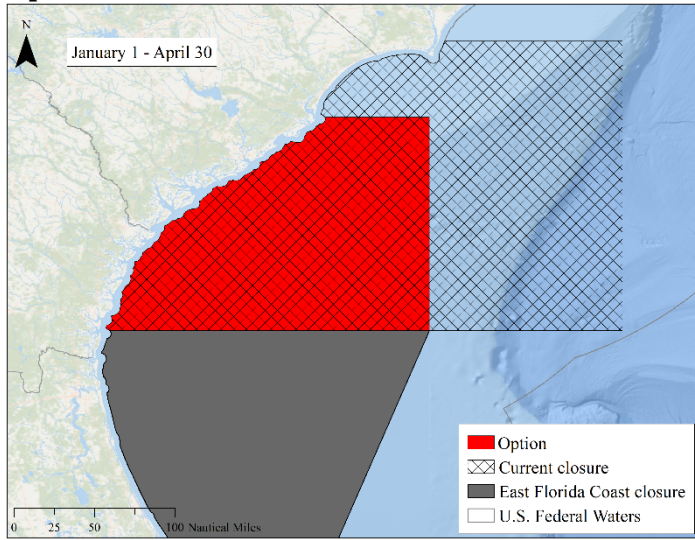 N
January 1 - April 30
Option
Current closure
East Florida Coast closure
U.S. Federal Waters
0 25 50 100 Nautical Miles